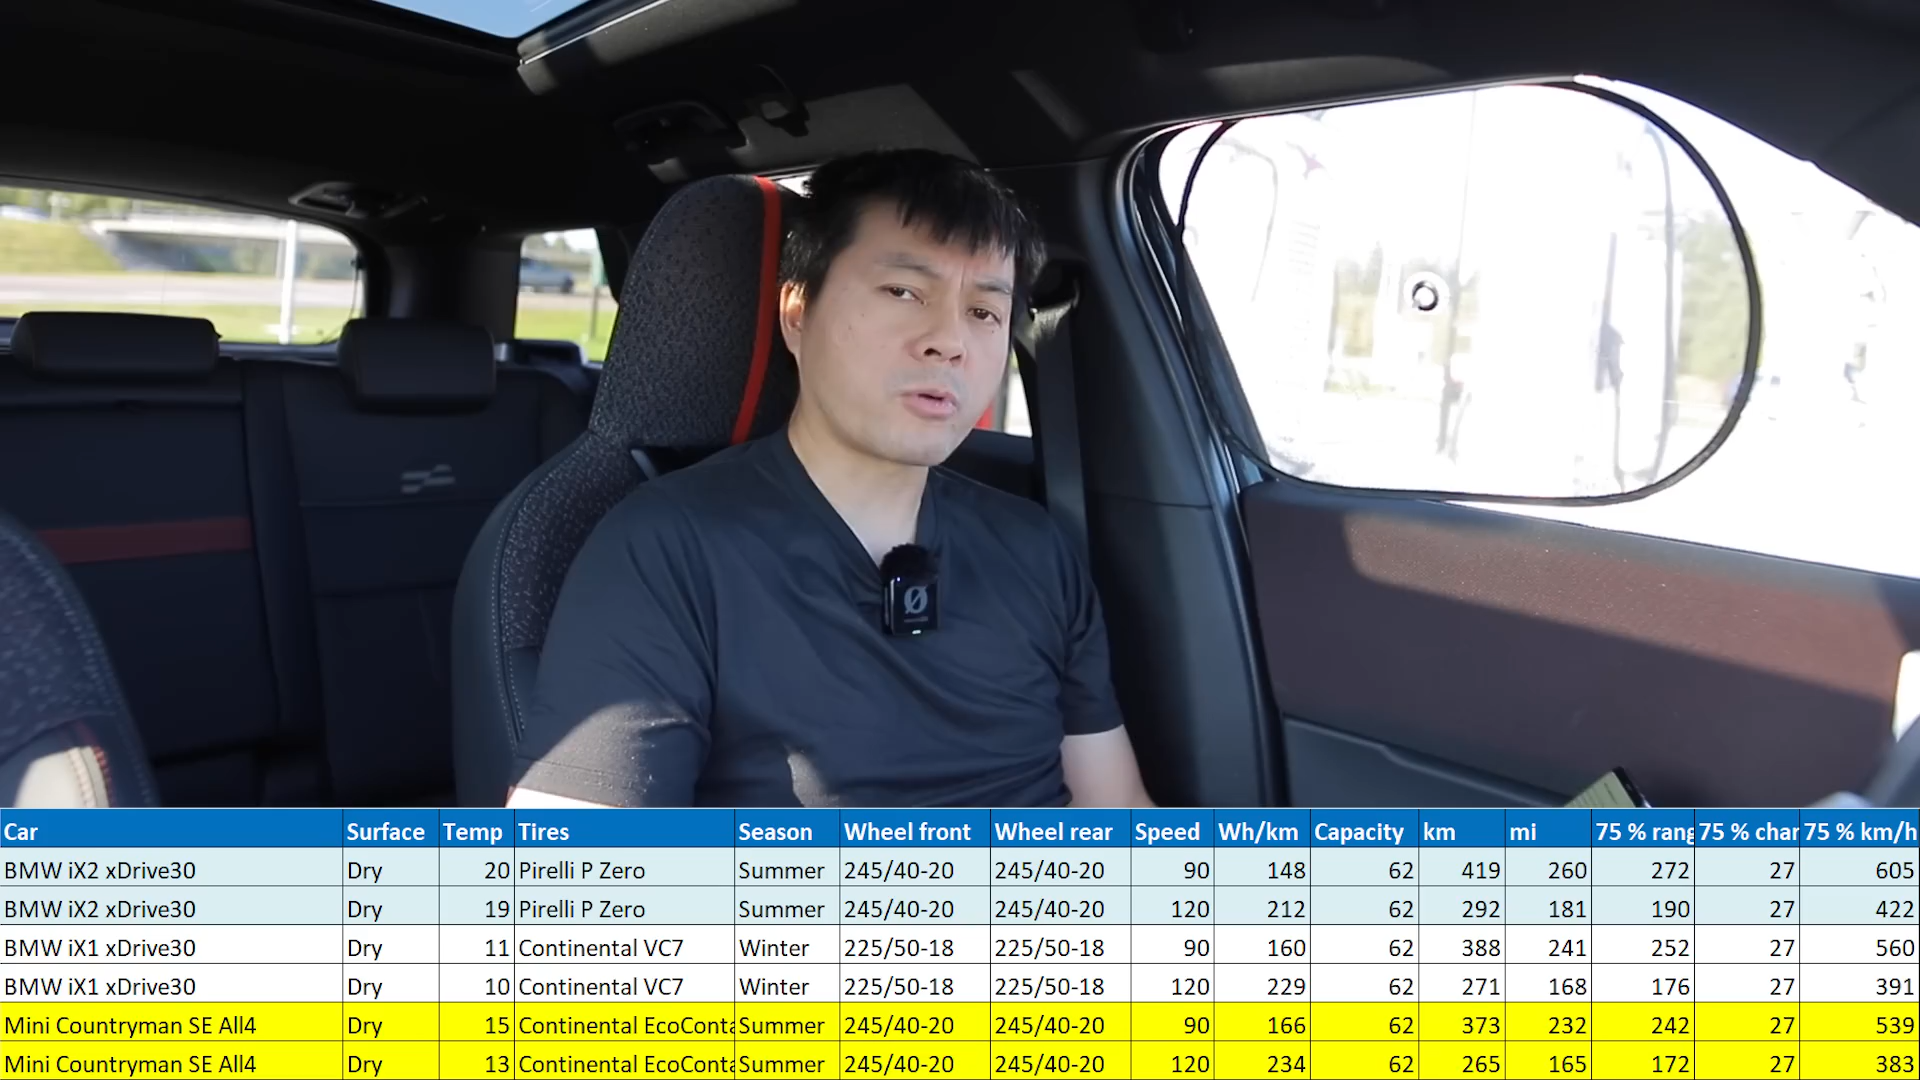 Car Surface Temp Tires Season Wheel front Wheel rear Speed Wh/km Capacity km mi 75 % rang 75 % char 75 % km/h
BMW iX2 xDrive30 Dry 20 Pirelli P Zero Summer 245/40-20 245/40-20 90 148 62 419 260 272 27 605
BMW iX2 xDrive30 Dry 19 Pirelli P Zero Summer 245/40-20 245/40-20 120 212 62 292 181 190 27 422
BMW iX1 xDrive30 Dry 11 Continental VC7 Winter 225/50-18 225/50-18 90 160 62 388 241 252 27 560
BMW iX1 xDrive30 Dry 10 Continental VC7 Winter 225/50-18 225/50-18 120 229 62 271 168 176 27 391
Mini Countryman SE All4 Dry 15 Continental EcoConta Summer 245/40-20 245/40-20 90 166 62 373 232 242 27 539
Mini Countryman SE All4 Dry 13 Continental EcoConta Summer 245/40-20 245/40-20 120 234 62 265 165 172 27 383